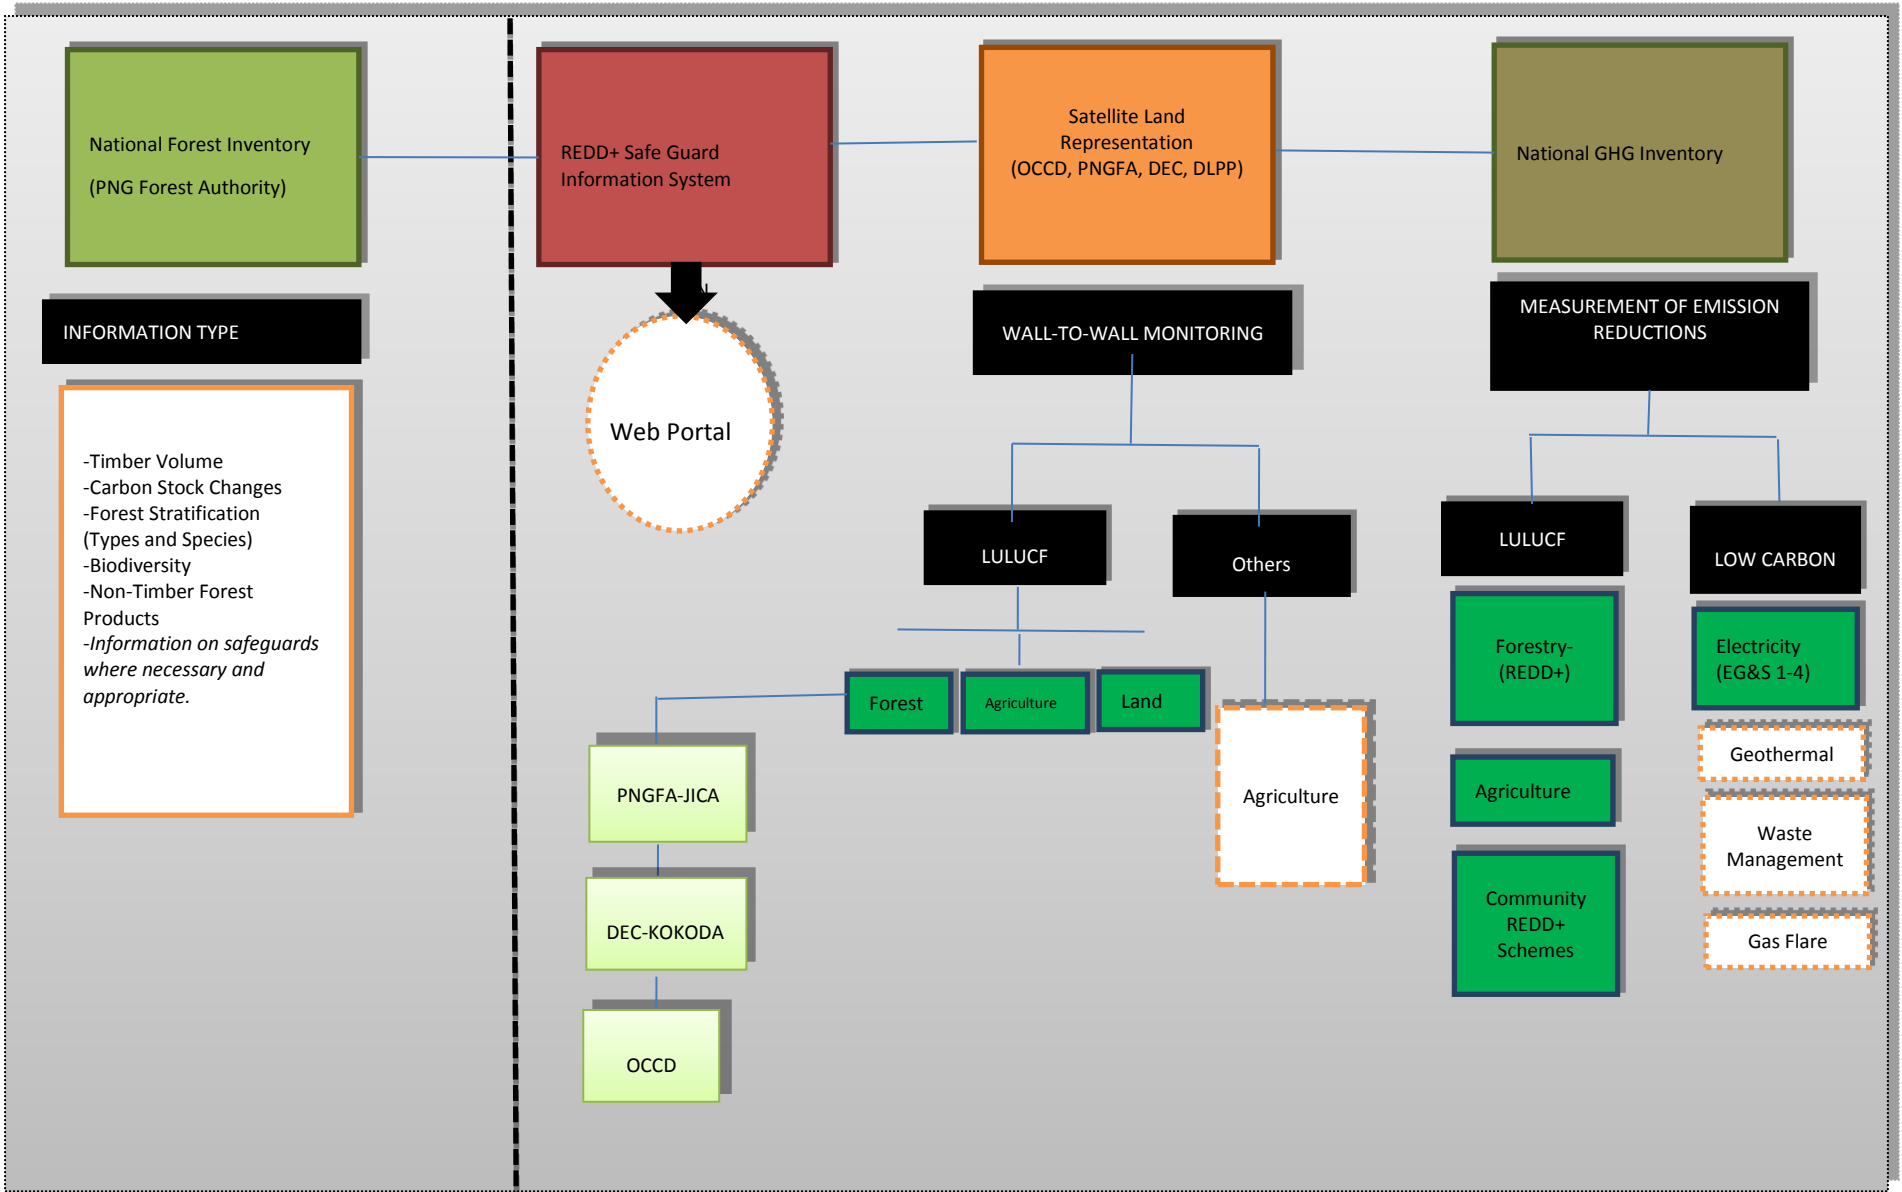 National Forest Inventory
(PNG Forest Authority)
REDD+ Safe Guard
Information System
Satellite Land
Representation
(OCCD, PNGFA, DEC, DLPP)
National GHG Inventory
INFORMATION TYPE
-Timber Volume
-Carbon Stock Changes
-Forest Stratification
(Types and Species)
-Biodiversity
-Non-Timber Forest
Products
-Information on safeguards
where necessary and
appropriate.
Web Portal
WALL-TO-WALL MONITORING
LULUCF
Others
Forest
Agriculture
Land
Agriculture
PNGFA-JICA
DEC-KOKODA
OCCD
MEASUREMENT OF EMISSION
REDUCTIONS
LULUCF
LOW CARBON
Forestry-
(REDD+)
Agriculture
Community
REDD+
Schemes
Electricity
(EG&S 1-4)
Geothermal
Waste
Management
Gas Flare